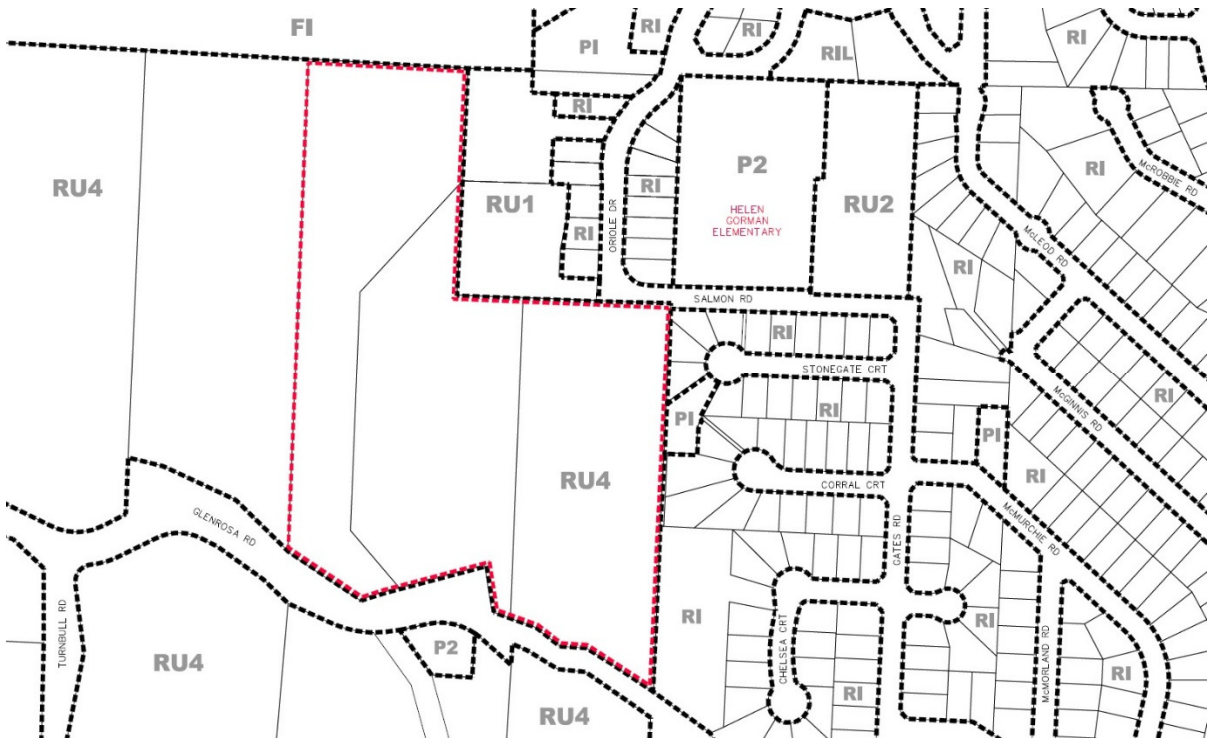 FI
RI
RI
PI
RIL
RI
RI
RU4
RU1
RI
RI
ORIOLE DR
P2
HELEN
GORMAN
ELEMENTARY
RU2
RI
McROBBIE RD
McLEOD RD
RI
SALMON RD
RI
STONEGATE CRT
RI
PI
McGINNIS RD
RI
PI
RI
RU4
CORRAL CRT
GATES RD
McMURCHIE RD
GLENROSA RD
TURNBULL RD
RU4
P2
RU4
RI
CHELSEA CRT
RI
RI
McMORLAND RD
RI